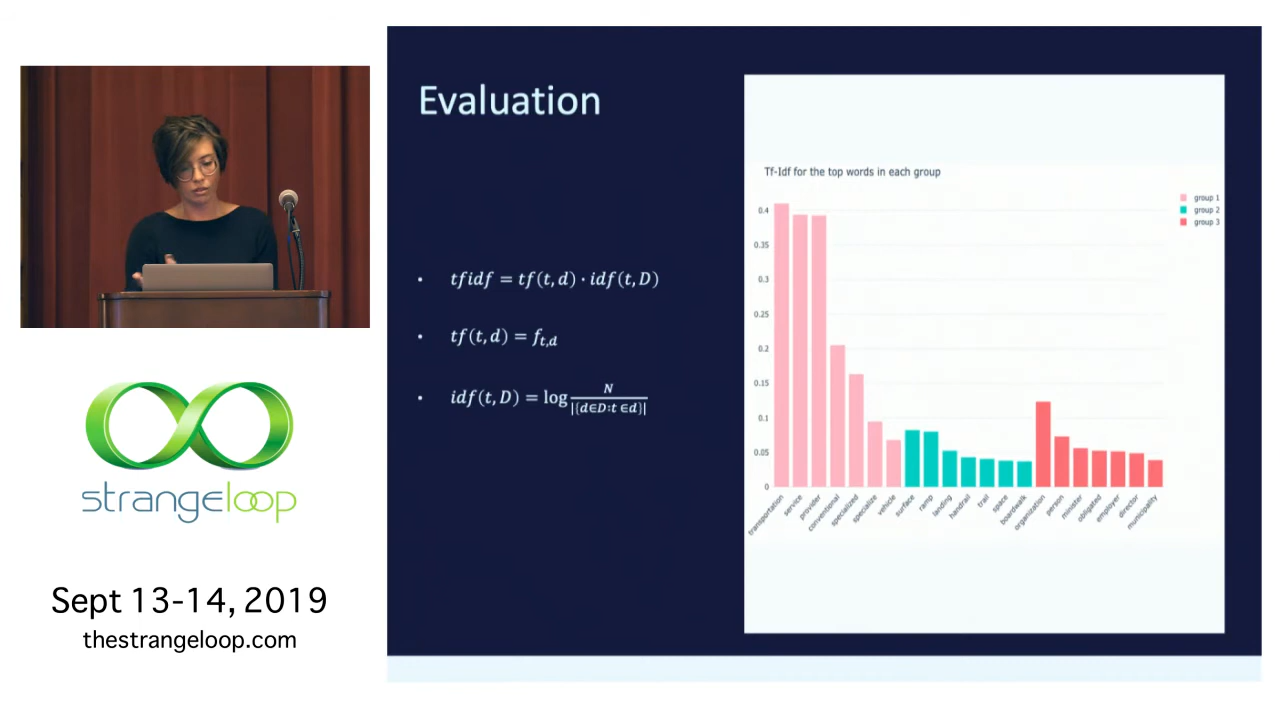 Evaluation
• tfidf = tf(t,d) · idf(t,D)
• tf(t,d) = f_{t,d}
• idf(t,D) = log N / |{d∈D:t ∈d}|
Tf-Idf for the top words in each group
group 1
group 2
group 3
0.4
0.35
0.3
0.25
0.2
0.15
0.1
0.05
0
transportation
service
provider
conventional
specialized
specialize
vehicle
surface
ramp
landing
handrail
trail
space
boardwalk
organization
person
minister
obligated
employer
director
municipality
strangeloop
Sept 13-14, 2019
thestrangeloop.com